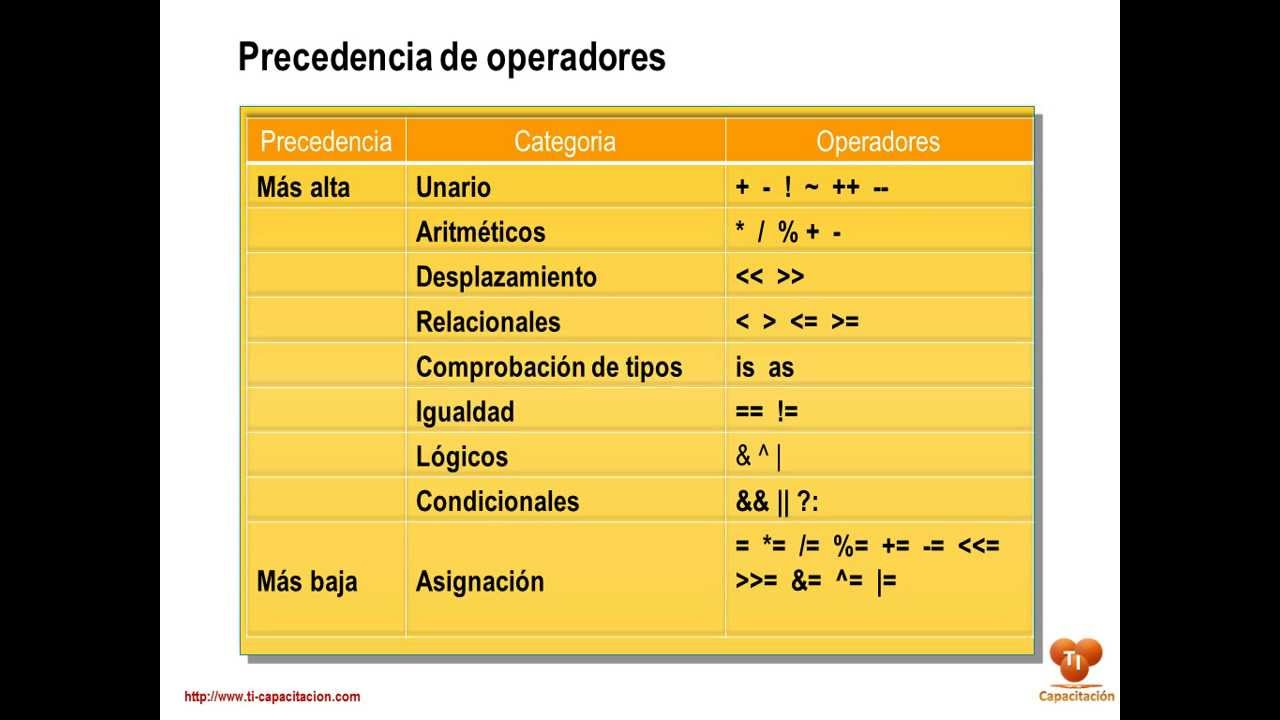 Precedencia de operadores
Precedencia Categoria Operadores
Más alta Unario + - ! ~ ++ --
Aritméticos * / % + -
Desplazamiento << >>
Relacionales < > <= >=
Comprobación de tipos is as
Igualdad == !=
Lógicos & ^ |
Condicionales && || ?:
= *= /= %= += -= <<=
Más baja Asignación >>= &= ^= |=
TI
Capacitación
http://www.ti-capacitacion.com